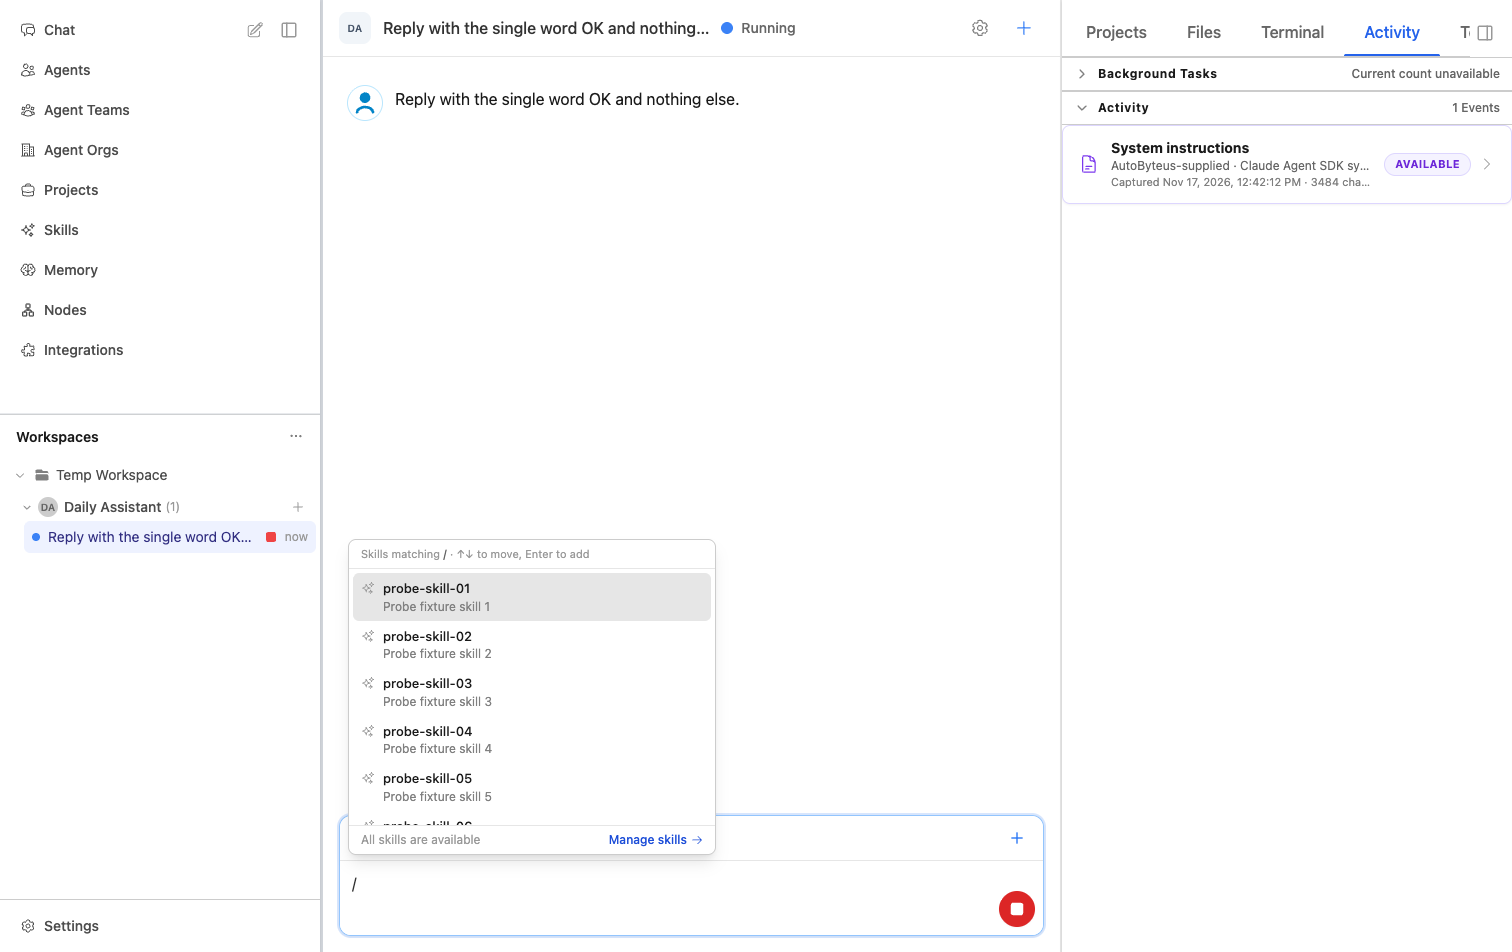 Chat
Agents
Agent Teams
Agent Orgs
Projects
Skills
Memory
Nodes
Integrations
Workspaces
Temp Workspace
DA Daily Assistant (1)
Reply with the single word OK... now
Settings
DA Reply with the single word OK and nothing... Running
Reply with the single word OK and nothing else.
Skills matching / · ↑↓ to move, Enter to add
probe-skill-01
Probe fixture skill 1
probe-skill-02
Probe fixture skill 2
probe-skill-03
Probe fixture skill 3
probe-skill-04
Probe fixture skill 4
probe-skill-05
Probe fixture skill 5
probe-skill-06
All skills are available Manage skills →
/
Projects Files Terminal Activity
Background Tasks Current count unavailable
Activity 1 Events
System instructions
AutoByteus-supplied · Claude Agent SDK sy...
Captured Nov 17, 2026, 12:42:12 PM · 3484 cha...
AVAILABLE